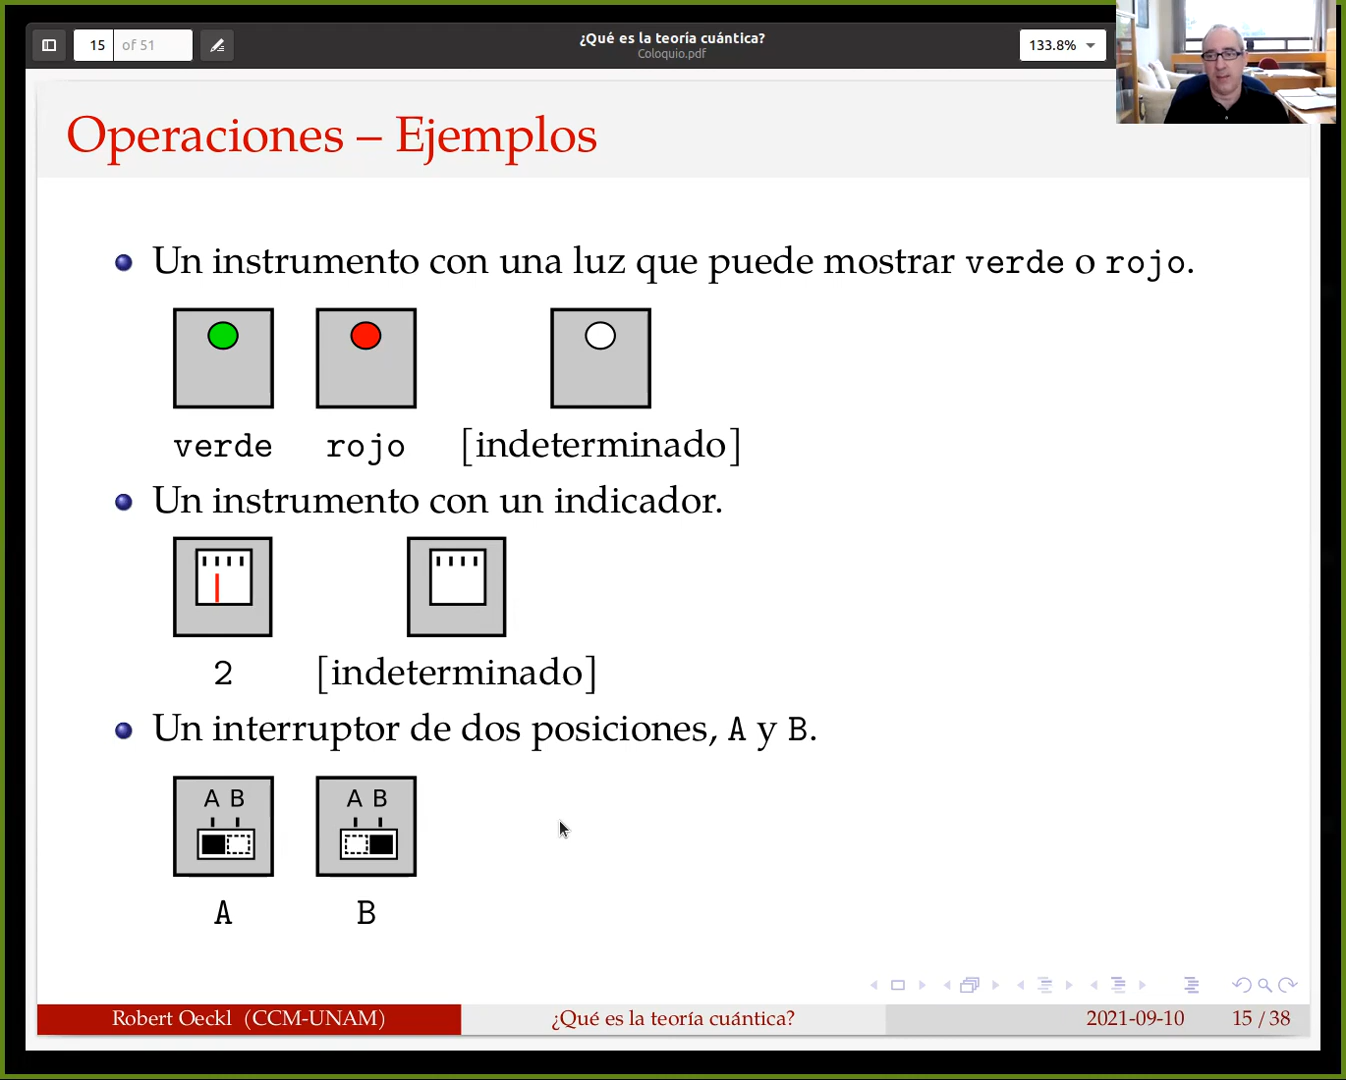 15 of 51
¿Qué es la teoría cuántica?
Coloquio.pdf
133.8%
Operaciones – Ejemplos
Un instrumento con una luz que puede mostrar verde o rojo.
verde rojo [indeterminado]
Un instrumento con un indicador.
2 [indeterminado]
Un interruptor de dos posiciones, A y B.
A B A B
A B
Robert Oeckl (CCM-UNAM) ¿Qué es la teoría cuántica? 2021-09-10 15 / 38